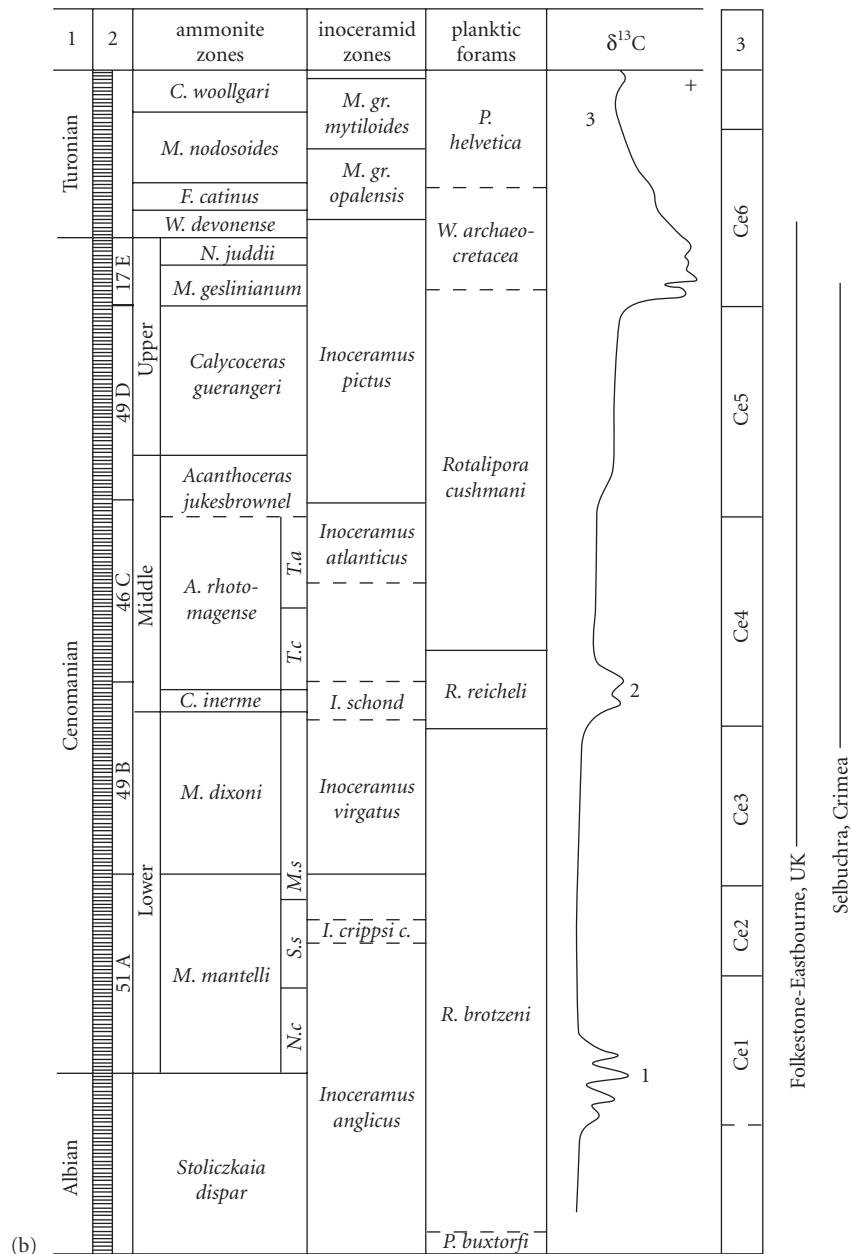 1
2
ammonite
zones
inoceramid
zones
planktic
forams
δ¹³C
3
Turonian
Cenomanian
Albian
17 E
49 D
46 C
49 B
51 A
Upper
Middle
Lower
C. woollgari
M. nodosoides
F. catinus
W. devonense
N. juddii
M. geslinianum
Calycoceras
guerangeri
Acanthoceras
jukesbrownel
A. rhoto-
magense
T.a
T.c
C. inerme
M. dixoni
M. mantelli
M.s
S.s
N.c
Stoliczkaia
dispar
M. gr.
mytiloides
M. gr.
opalensis
Inoceramus
pictus
Inoceramus
atlanticus
I. schond
Inoceramus
virgatus
I. crippsi c.
Inoceramus
anglicus
P.
helvetica
W. archaeo-
cretacea
Rotalipora
cushmani
R. reicheli
R. brotzeni
P. buxtorfi
+
3
2
1
Ce6
Ce5
Ce4
Ce3
Ce2
Ce1
Folkestone-Eastbourne, UK
Selbuchra, Crimea
(b)